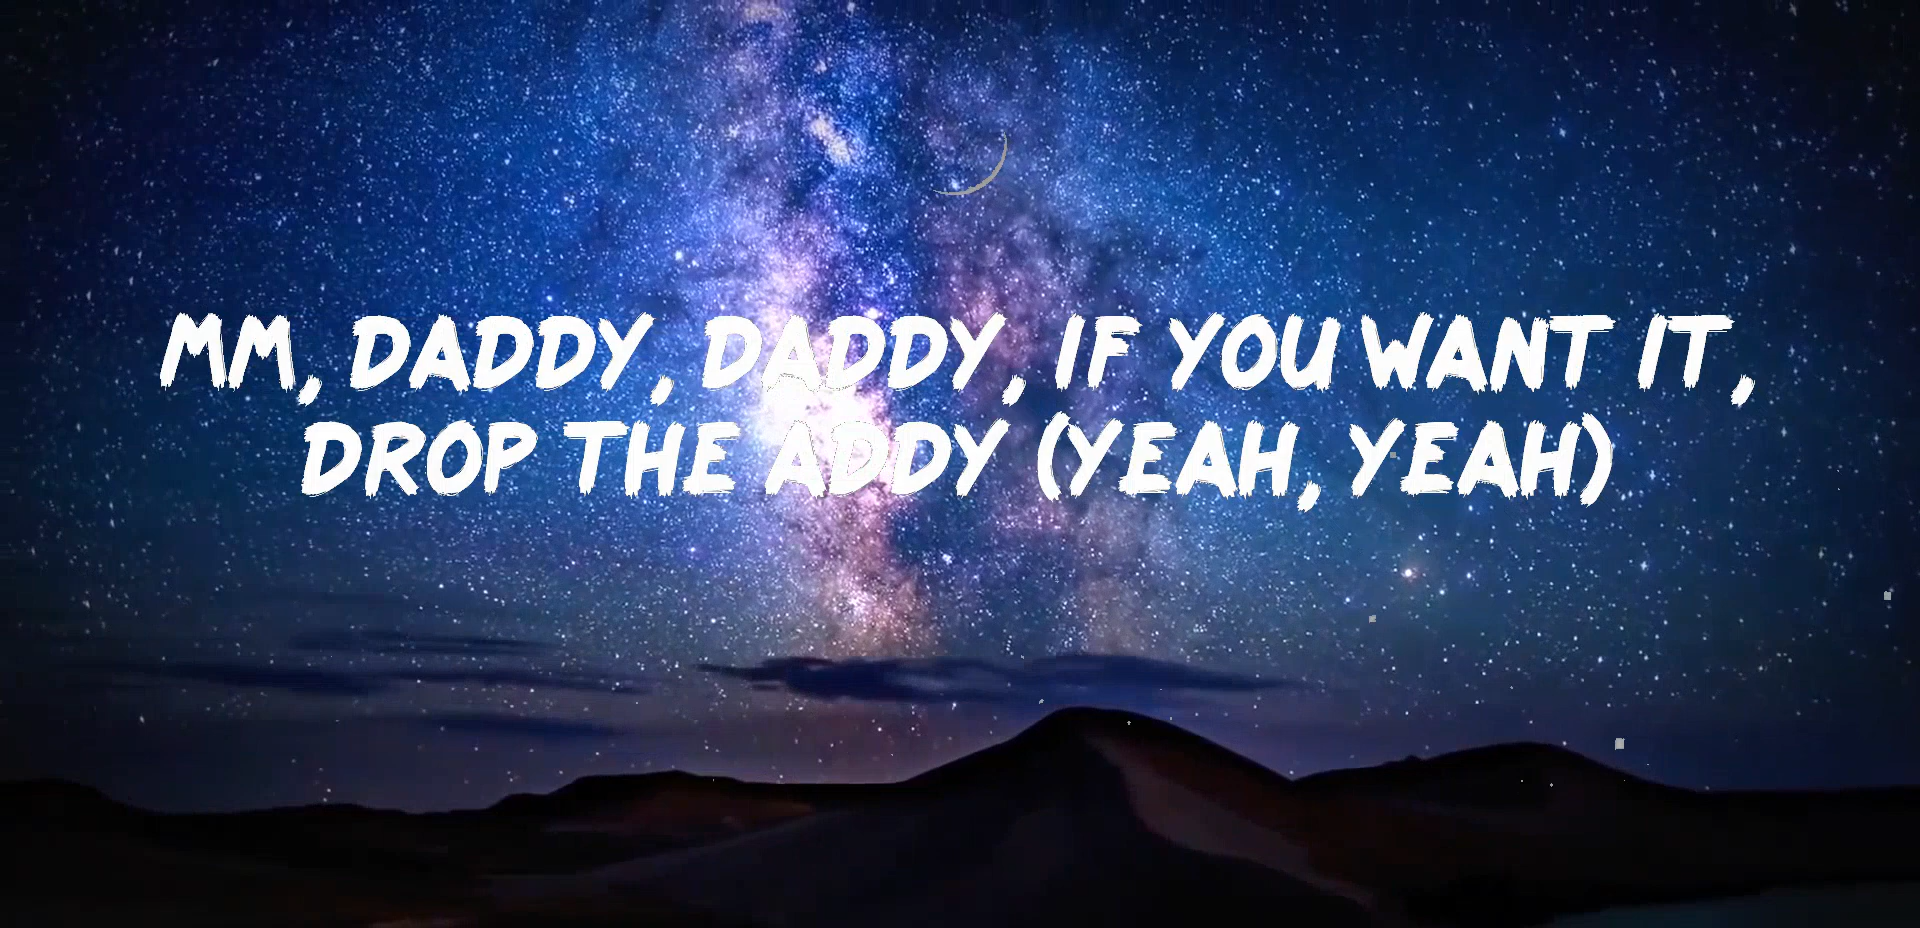 MM, DADDY, DADDY, IF YOU WANT IT,
DROP THE ADDY (YEAH, YEAH)